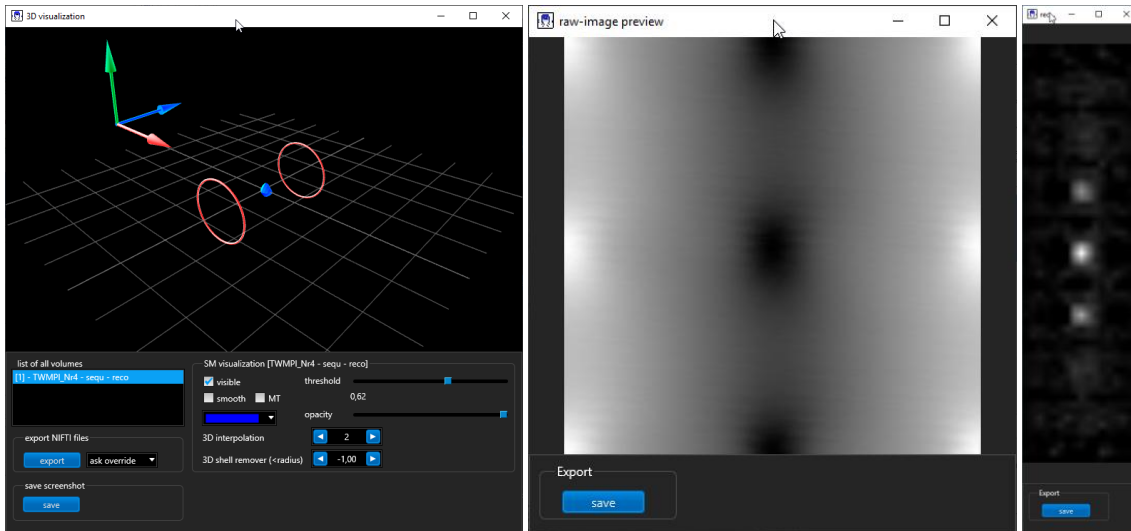 3D visualization
list of all volumes
[1] - TWMPI_Nr4 - sequ - reco
export NIFTI files
export
ask override
save screenshot
save
SM visualization [TWMPI_Nr4 - sequ - reco]
visible
threshold
smooth
MT
0,62
opacity
3D interpolation
2
3D shell remover (<radius)
-1,00
raw-image preview
Export
save
Export
save